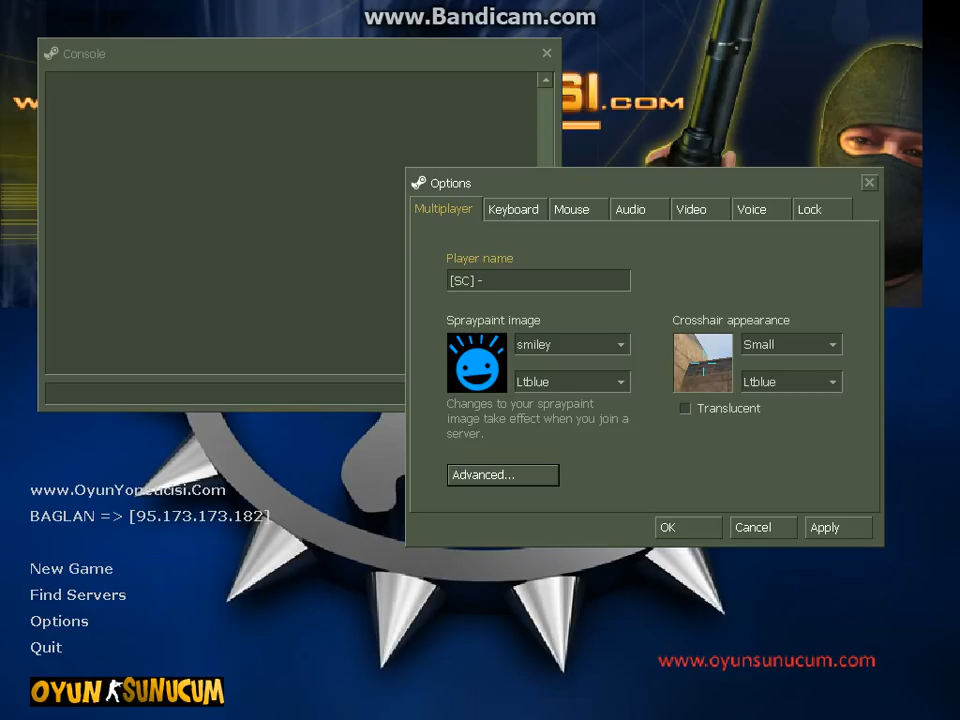 www.Bandicam.com
Console
SI.COM
Options
Multiplayer Keyboard Mouse Audio Video Voice Lock
Player name
[SC] -
Spraypaint image
smiley
Ltblue
Changes to your spraypaint
image take effect when you join a
server.
Crosshair appearance
Small
Ltblue
Translucent
Advanced...
OK Cancel Apply
www.OyunYoneticisi.Com
BAGLAN => [95.173.173.182]
New Game
Find Servers
Options
Quit
OYUN SUNUCUM
www.oyunsunucum.com